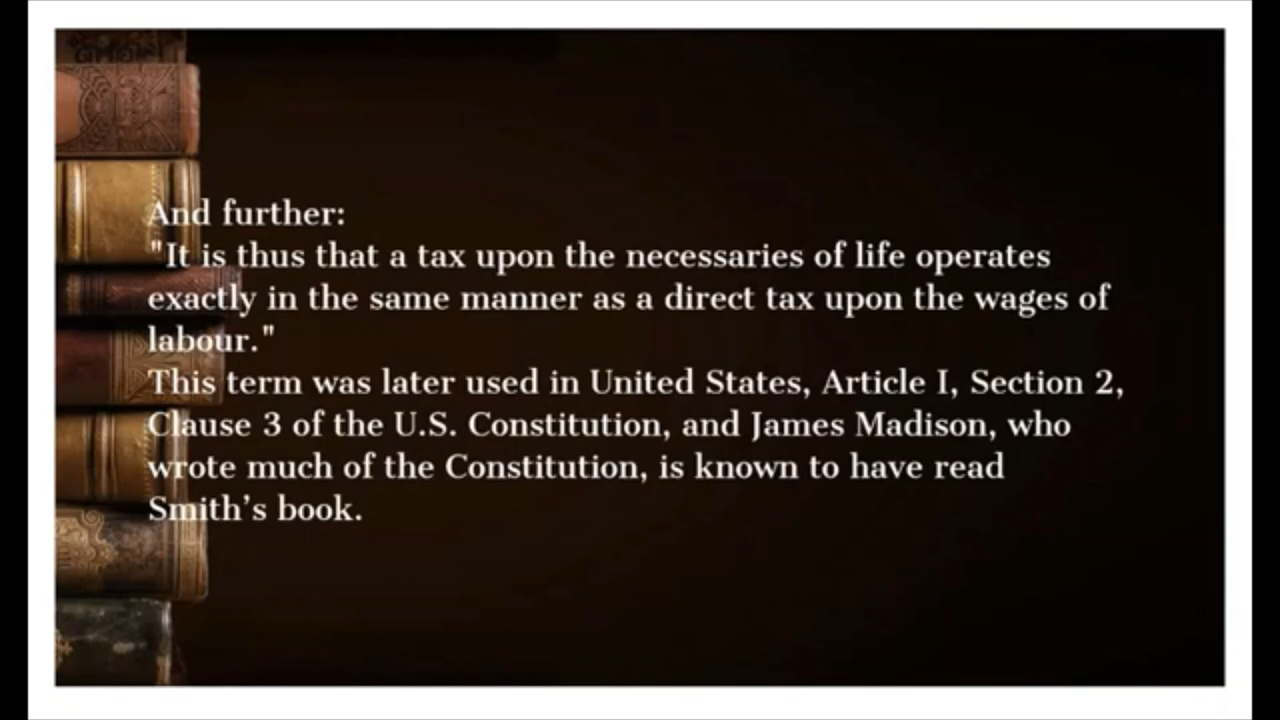 And further:
"It is thus that a tax upon the necessaries of life operates
exactly in the same manner as a direct tax upon the wages of
labour."
This term was later used in United States, Article I, Section 2,
Clause 3 of the U.S. Constitution, and James Madison, who
wrote much of the Constitution, is known to have read
Smith’s book.